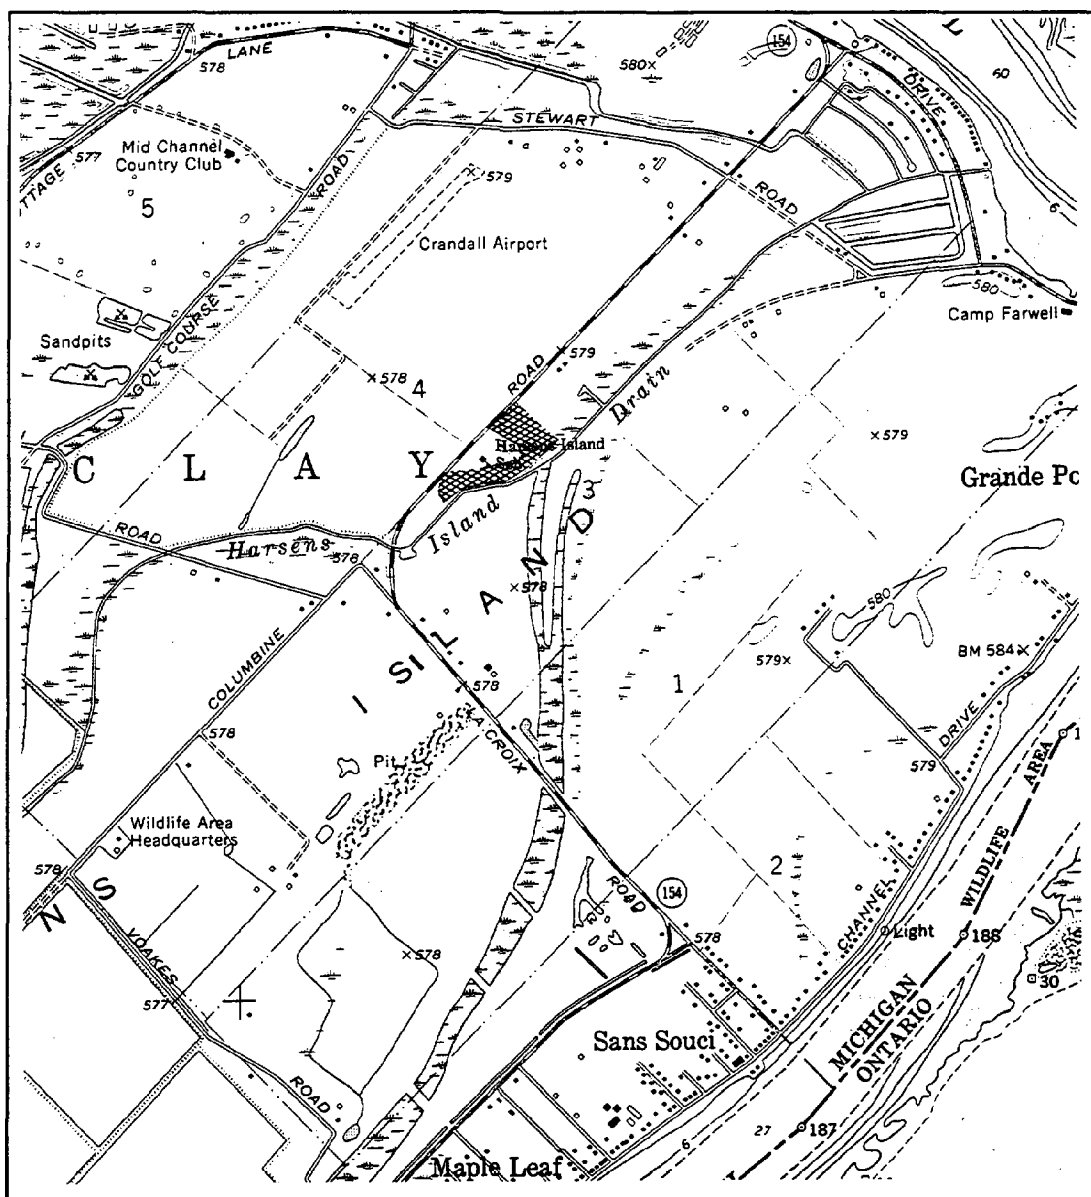 154
LANE
578
580
60
DRIVE
STEWART
Mid Channel
Country Club
577
ROAD
579
ROAD
6
5
Crandall Airport
580
Camp Farwell
Sandpits
GOLF COURSE
ROAD
579
578
4
Drain
579
Harsens Island
C L A Y
Grande Po
3
ROAD
Harsens
Island
578
I S L A N D
578
580
COLUMBINE
BM 584
579
1
578
578
LA CROIX
DRIVE
Pit
579
AREA
Wildlife Area
Headquarters
WILDLIFE
578
2
154
ROAD
N S
CHANNEL
Light
188
VOAKES
578
578
577
30
MICHIGAN
ONTARIO
Sans Souci
ROAD
187
27
6
Maple Leaf